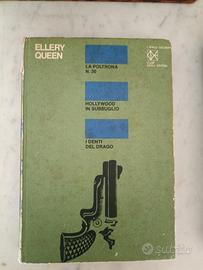 ELLERY
QUEEN
LA POLTRONA
N. 30
HOLLYWOOD
IN SUBBUGLIO
I DENTI
DEL DRAGO
subito